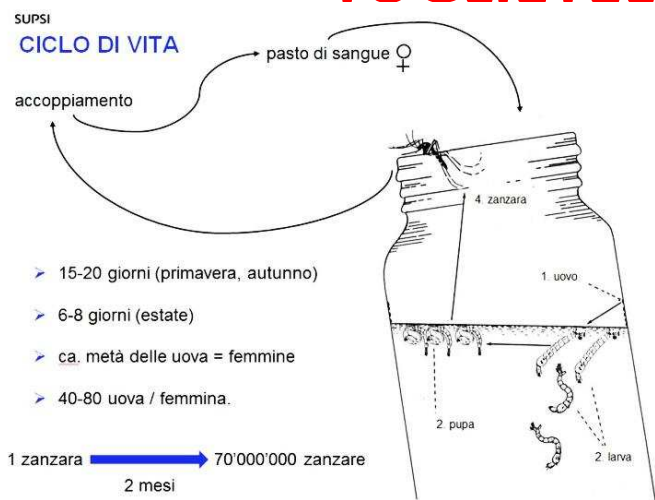 SUPSI
CICLO DI VITA
pasto di sangue ♀
accoppiamento
4. zanzara
1. uovo
➢ 15-20 giorni (primavera, autunno)
➢ 6-8 giorni (estate)
➢ ca. metà delle uova = femmine
➢ 40-80 uova / femmina.
2. pupa
2. larva
1 zanzara → 70'000'000 zanzare
2 mesi